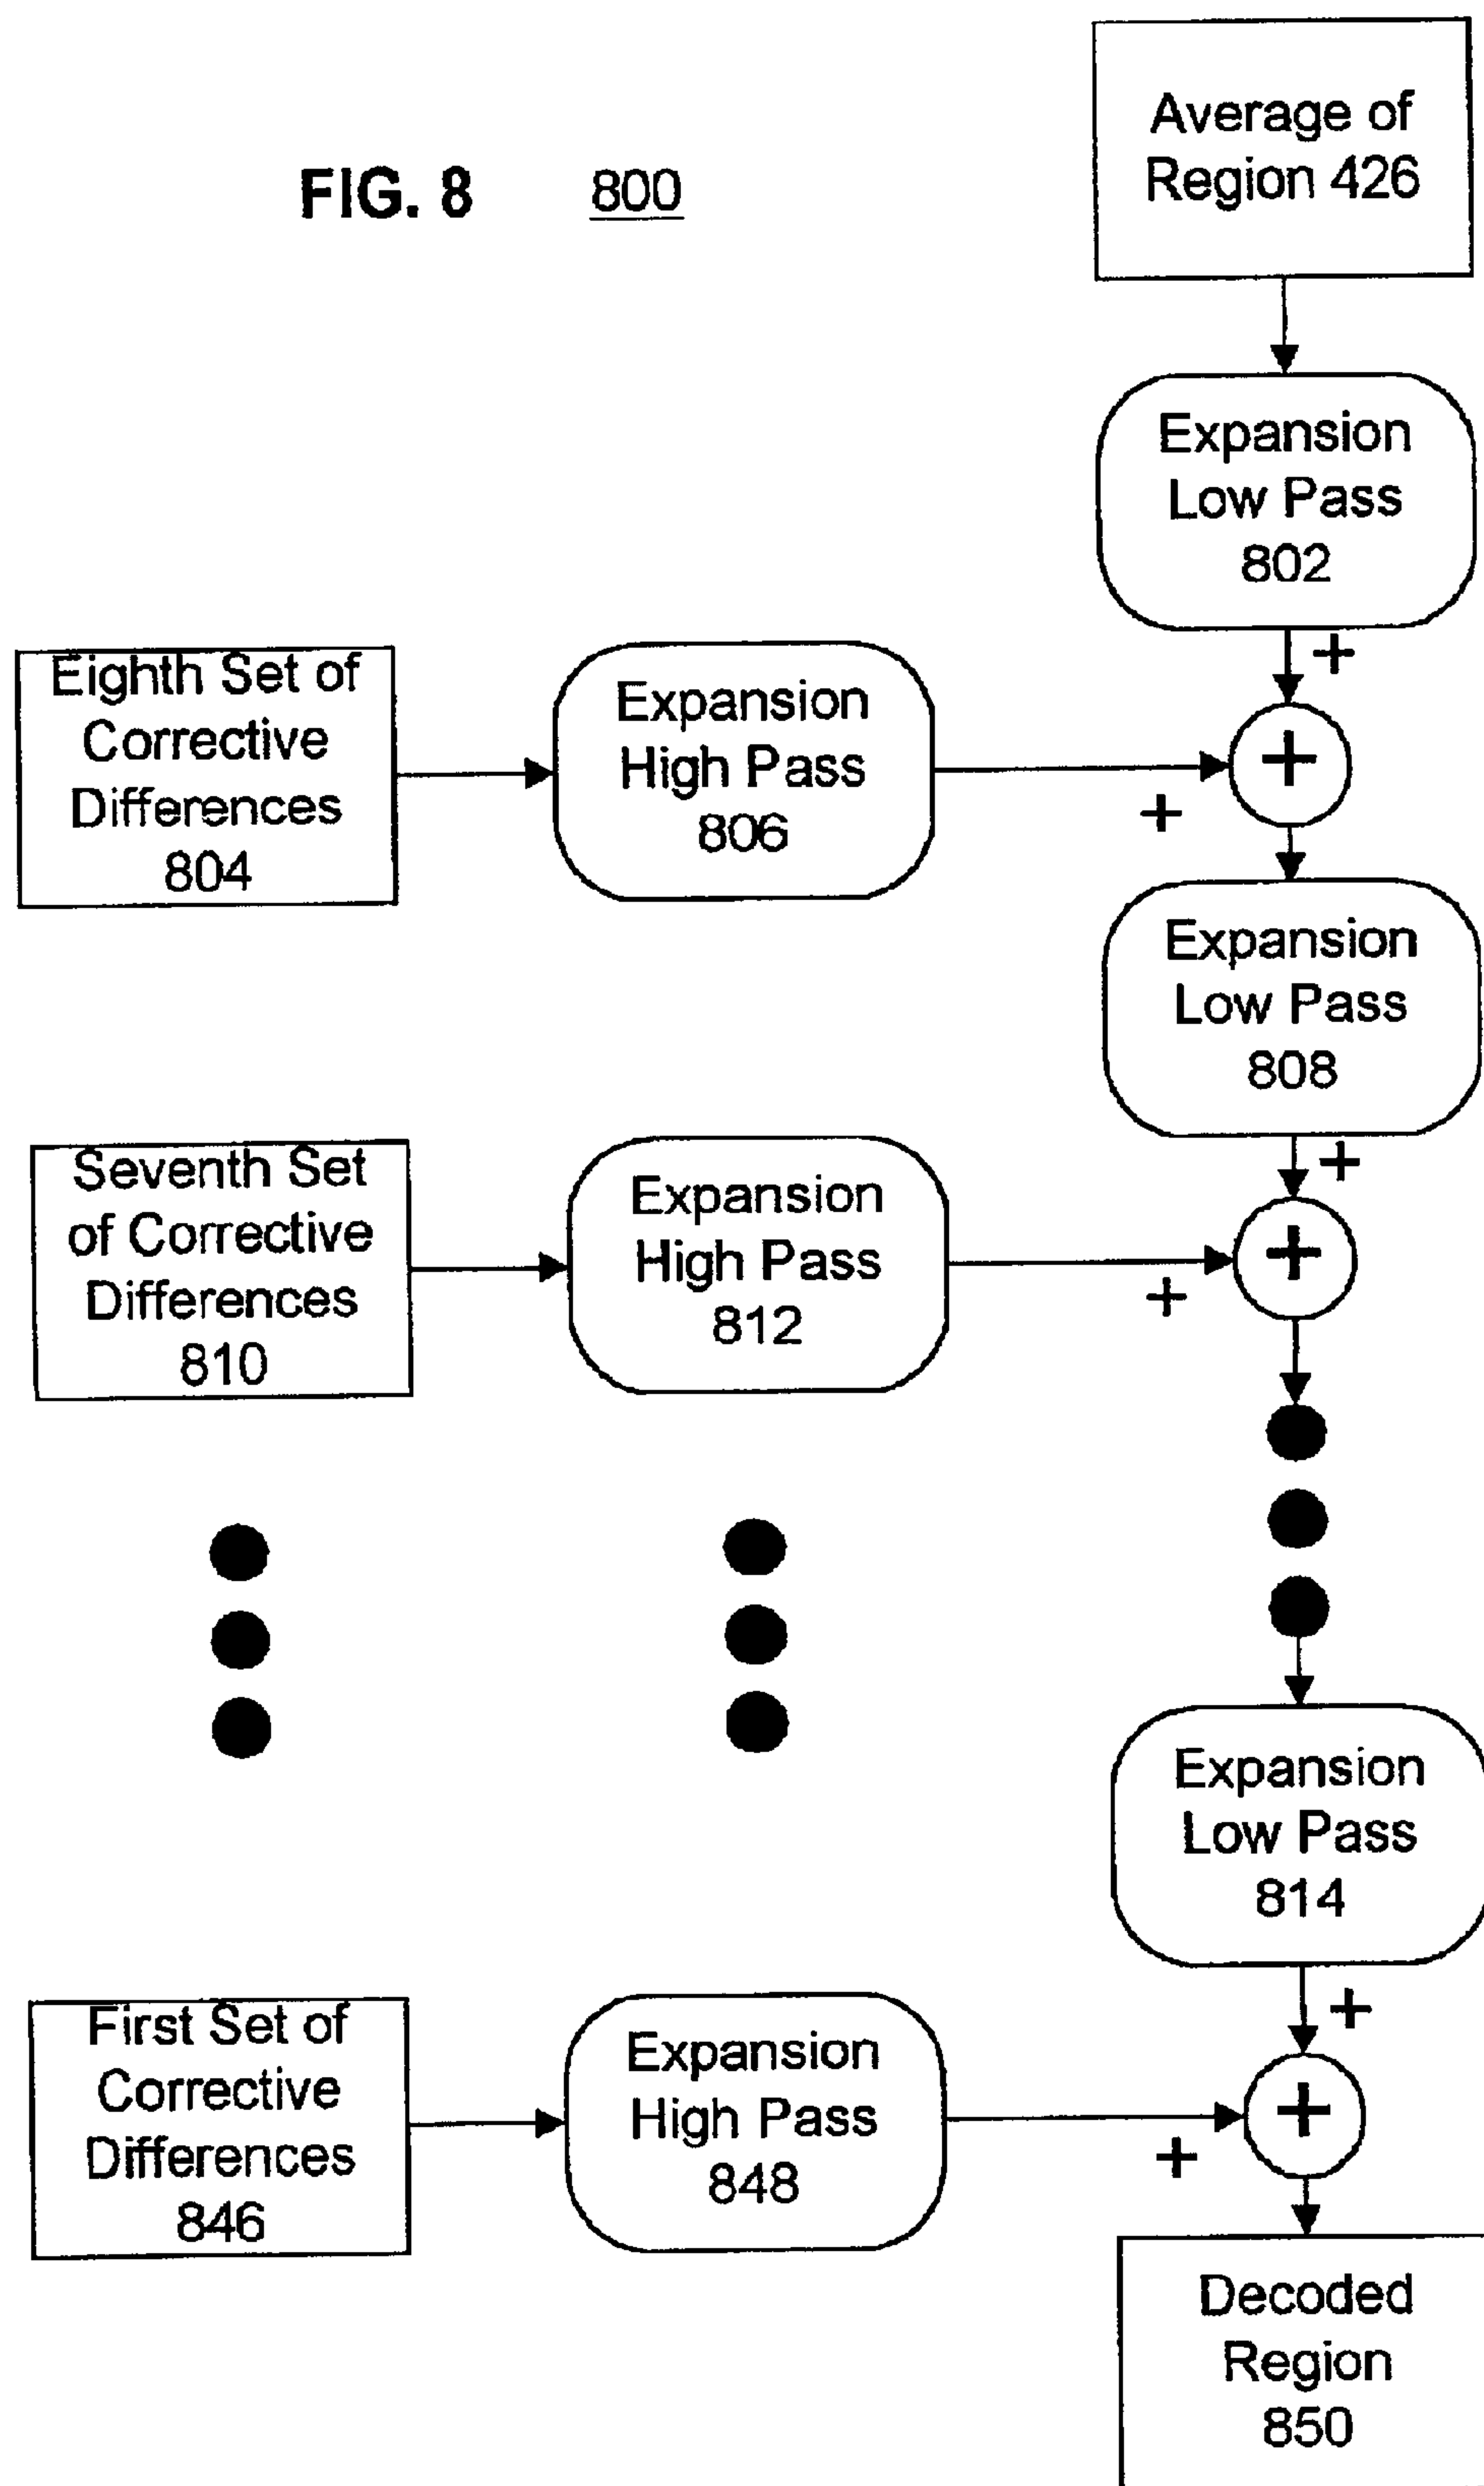 FIG. 8 800
Average of
Region 426
Expansion
Low Pass
802
+
Eighth Set of
Corrective
Differences
804
Expansion
High Pass
806
+
+
Expansion
Low Pass
808
+
Seventh Set
of Corrective
Differences
810
Expansion
High Pass
812
+
+
Expansion
Low Pass
814
+
First Set of
Corrective
Differences
846
Expansion
High Pass
848
+
+
Decoded
Region
850